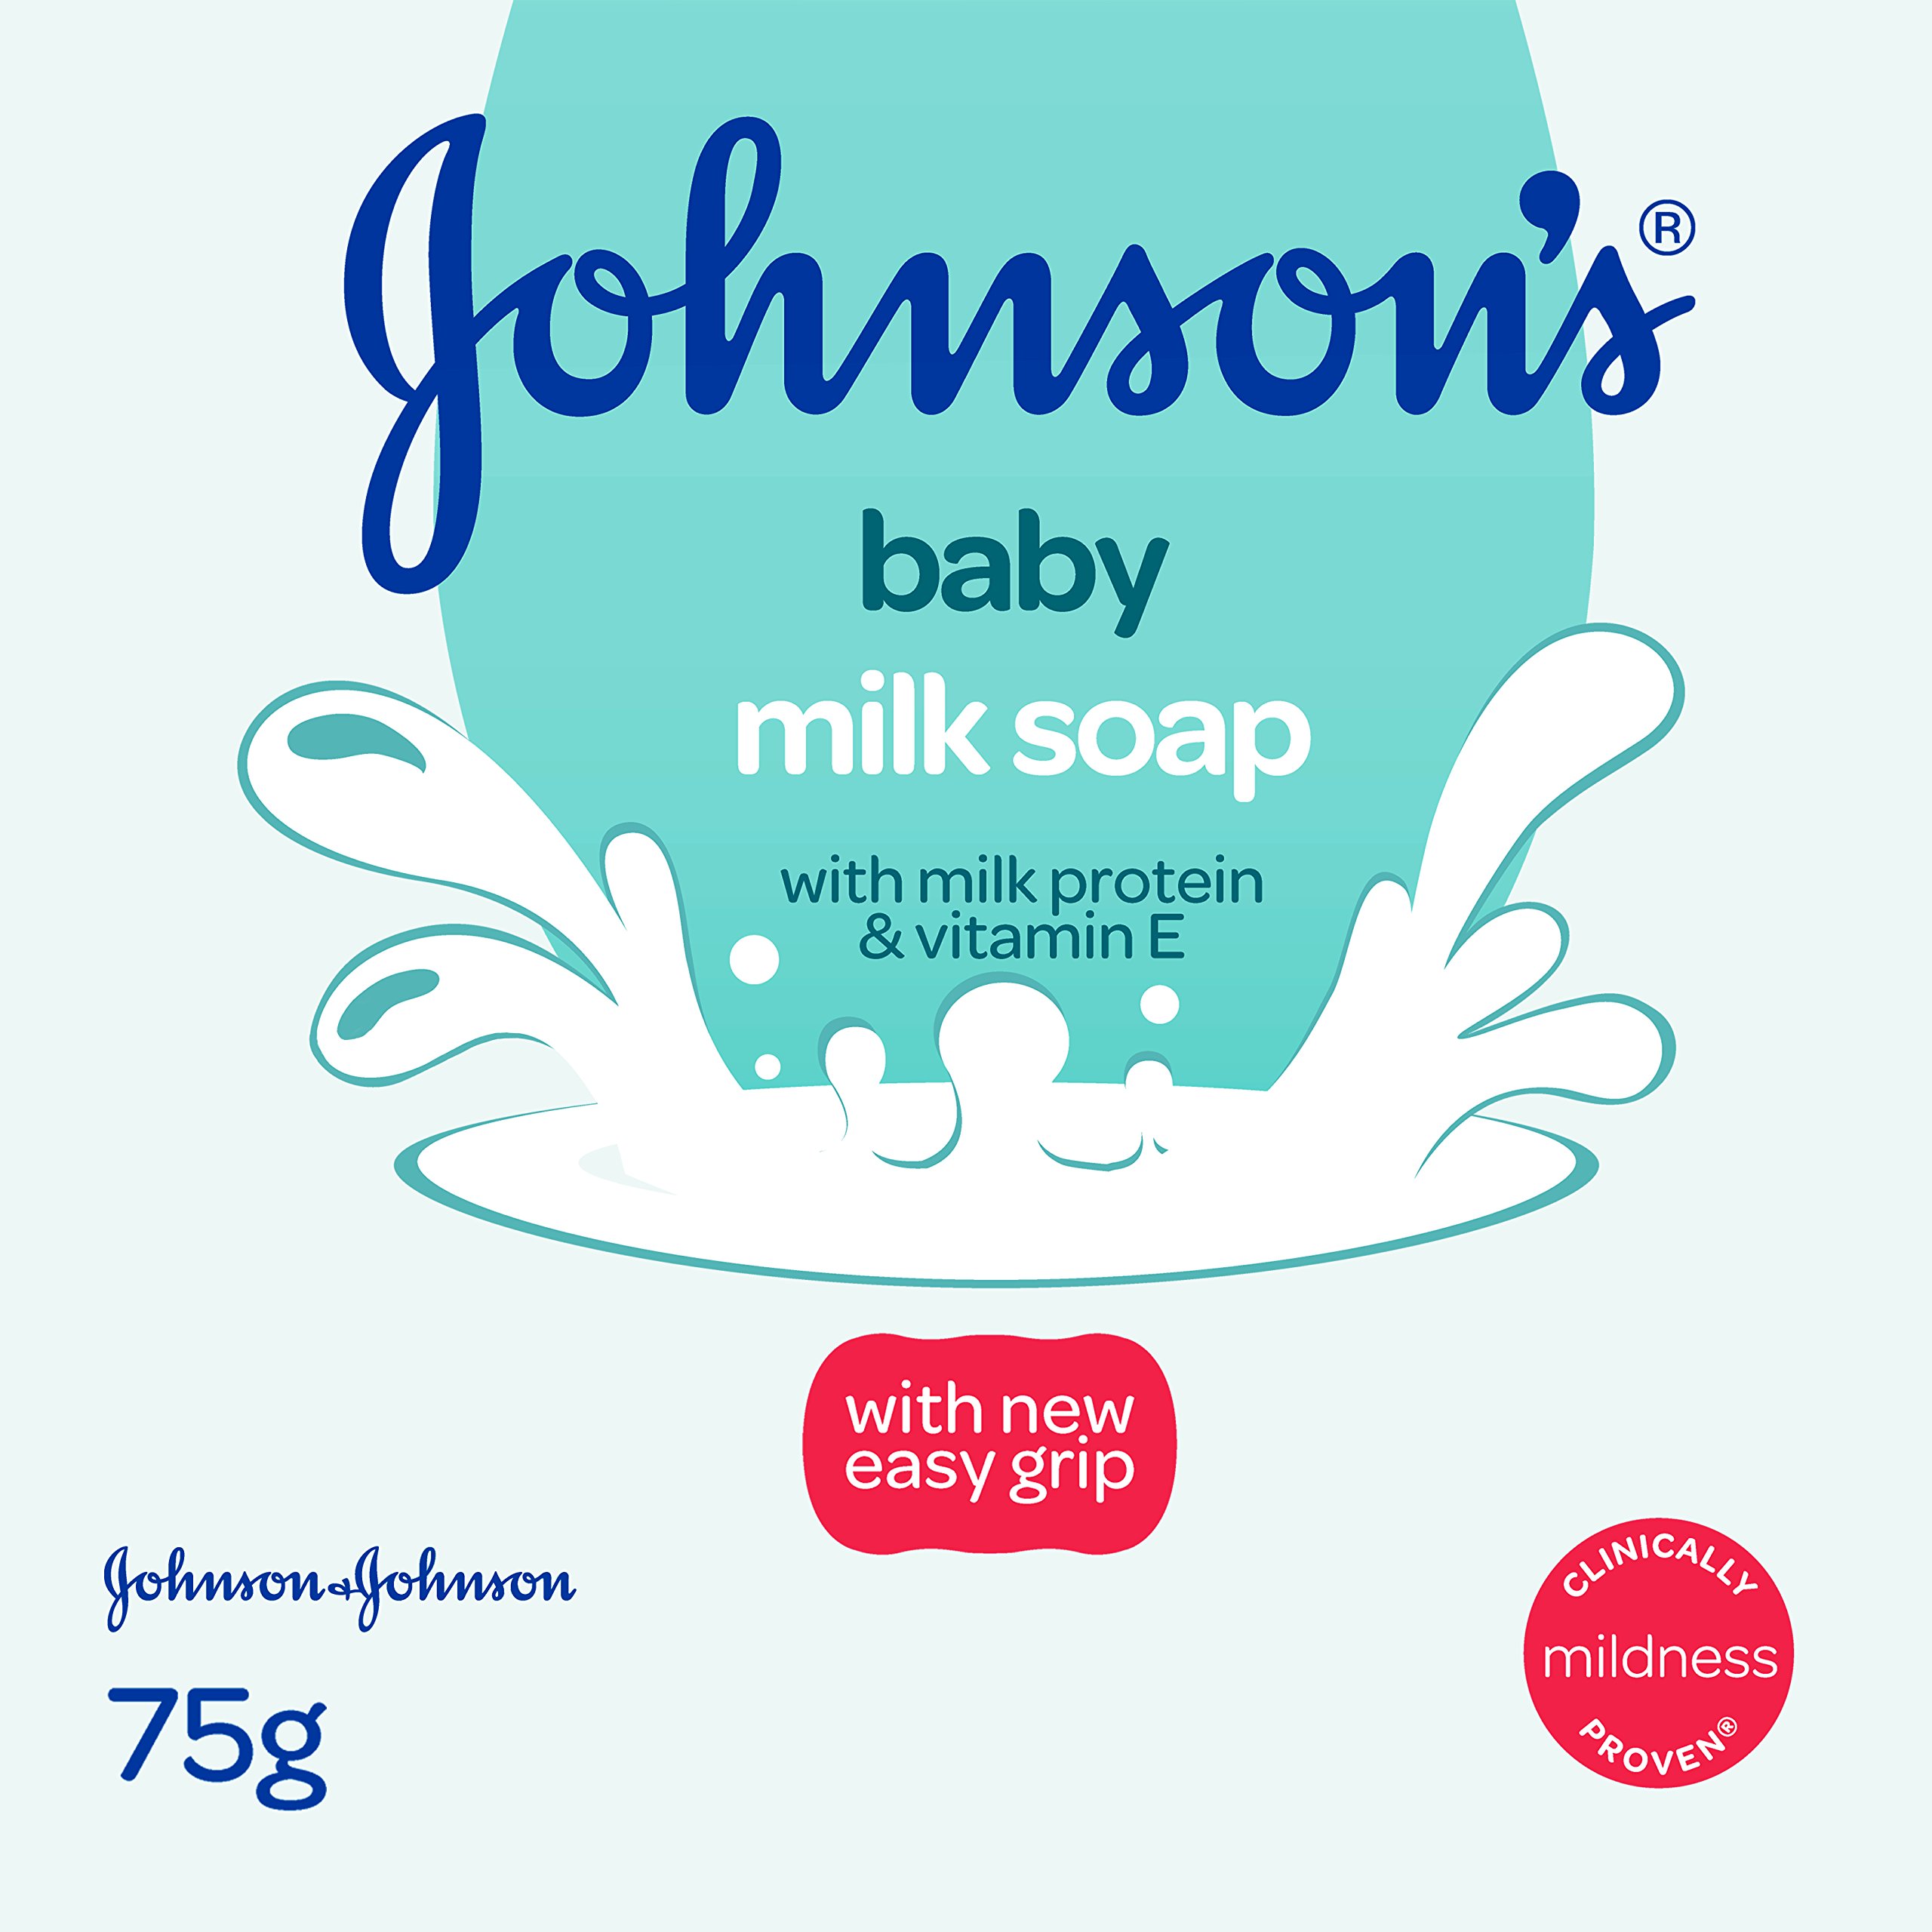 Johnson's®
baby
milk soap
with milk protein
& vitamin E
with new
easy grip
Johnson & Johnson
75g
CLINICALLY
mildness
PROVEN®